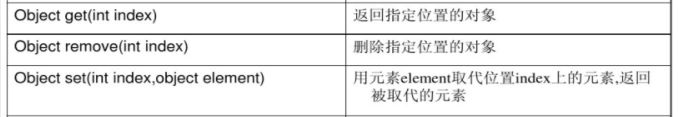 Object get(int index) 返回指定位置的对象
Object remove(int index) 删除指定位置的对象
Object set(int index,object element) 用元素element取代位置index上的元素,返回
被取代的元素